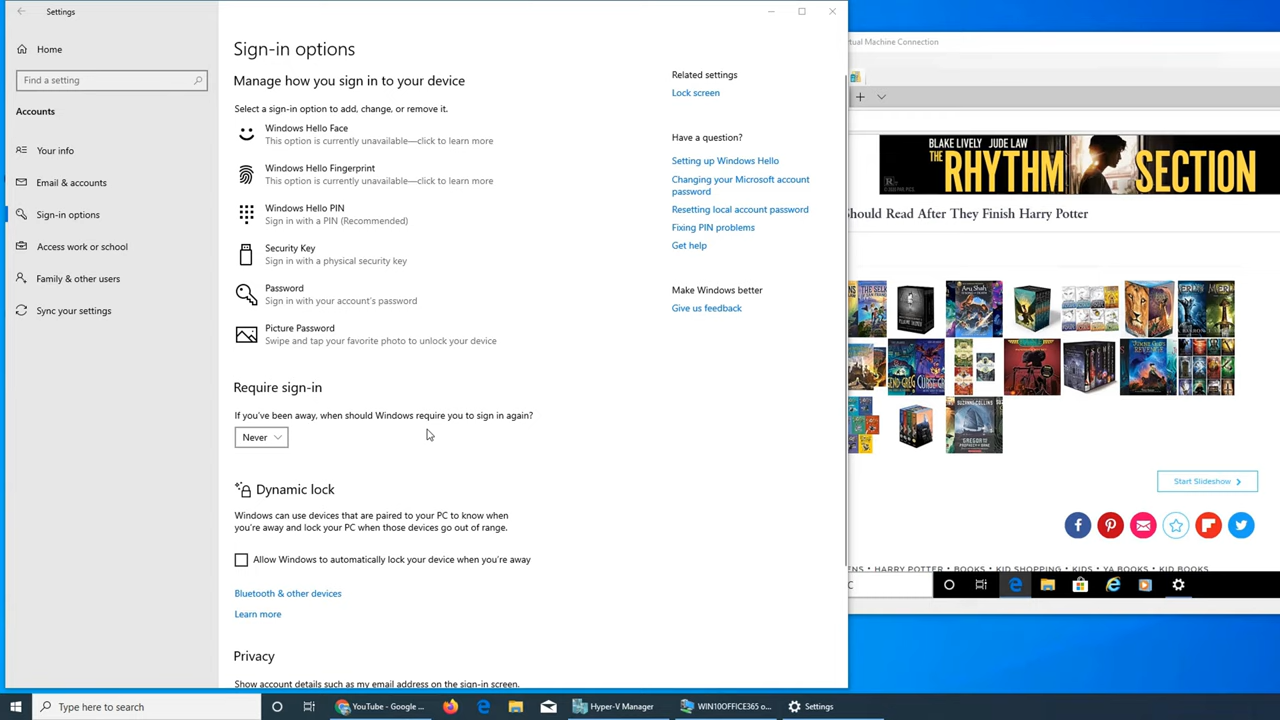 Settings
Home
Find a setting
Accounts
Your info
Email & accounts
Sign-in options
Access work or school
Family & other users
Sync your settings
Sign-in options
Manage how you sign in to your device
Select a sign-in option to add, change, or remove it.
Windows Hello Face
This option is currently unavailable—click to learn more
Windows Hello Fingerprint
This option is currently unavailable—click to learn more
Windows Hello PIN
Sign in with a PIN (Recommended)
Security Key
Sign in with a physical security key
Password
Sign in with your account's password
Picture Password
Swipe and tap your favorite photo to unlock your device
Require sign-in
If you've been away, when should Windows require you to sign in again?
Never
Dynamic lock
Windows can use devices that are paired to your PC to know when
you're away and lock your PC when those devices go out of range.
Allow Windows to automatically lock your device when you're away
Bluetooth & other devices
Learn more
Privacy
Show account details such as my email address on the sign-in screen.
Related settings
Lock screen
Have a question?
Setting up Windows Hello
Changing your Microsoft account
password
Resetting local account password
Fixing PIN problems
Get help
Make Windows better
Give us feedback
Machine Connection
BLAKE LIVELY JUDE LAW
THE RHYTHM SECTION
R
Should Read After They Finish Harry Potter
Start Slideshow
HARRY POTTER • BOOKS • KID SHOPPING • KIDS • YA BOOKS • KID BOOKS
Type here to search
YouTube - Google ...
Hyper-V Manager
WIN10OFFICE365 o...
Settings